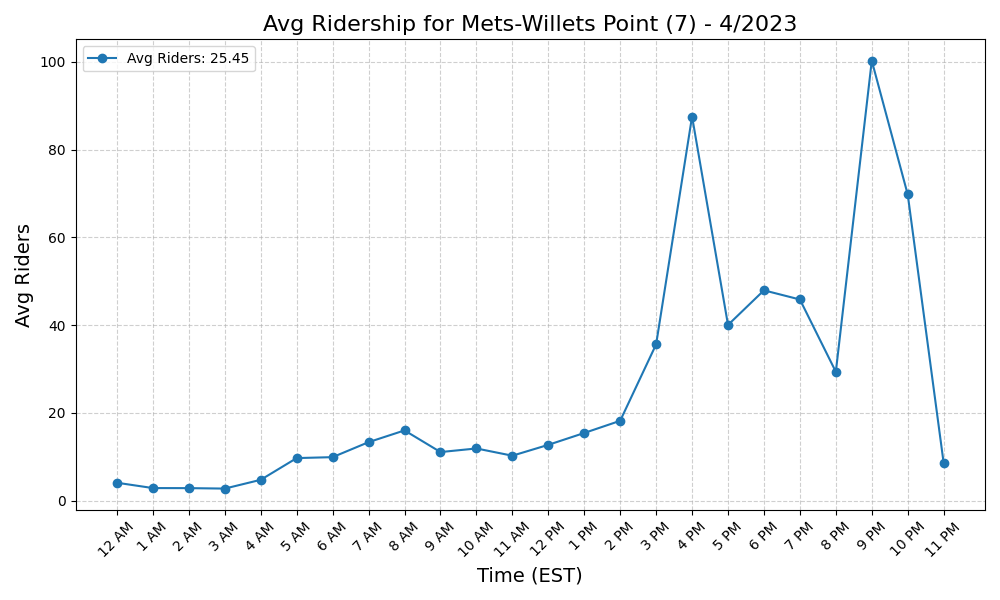 Avg Ridership for Mets-Willets Point (7) - 4/2023
Avg Riders: 25.45
Avg Riders
100
80
60
40
20
0
12 AM 1 AM 2 AM 3 AM 4 AM 5 AM 6 AM 7 AM 8 AM 9 AM 10 AM 11 AM 12 PM 1 PM 2 PM 3 PM 4 PM 5 PM 6 PM 7 PM 8 PM 9 PM 10 PM 11 PM
Time (EST)